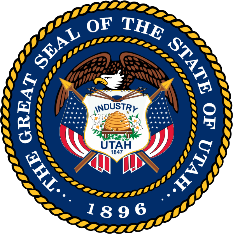 THE GREAT SEAL OF THE STATE OF UTAH
INDUSTRY
UTAH
1847
1896